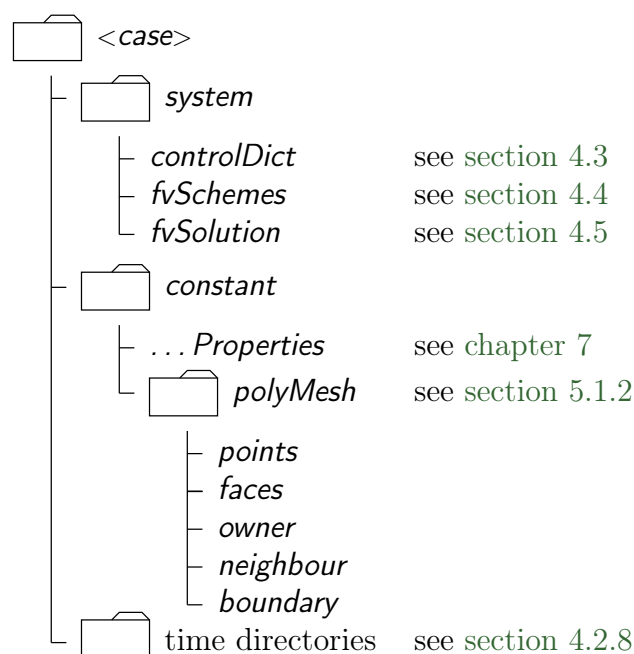 <case>
system
controlDict see section 4.3
fvSchemes see section 4.4
fvSolution see section 4.5
constant
...Properties see chapter 7
polyMesh see section 5.1.2
points
faces
owner
neighbour
boundary
time directories see section 4.2.8